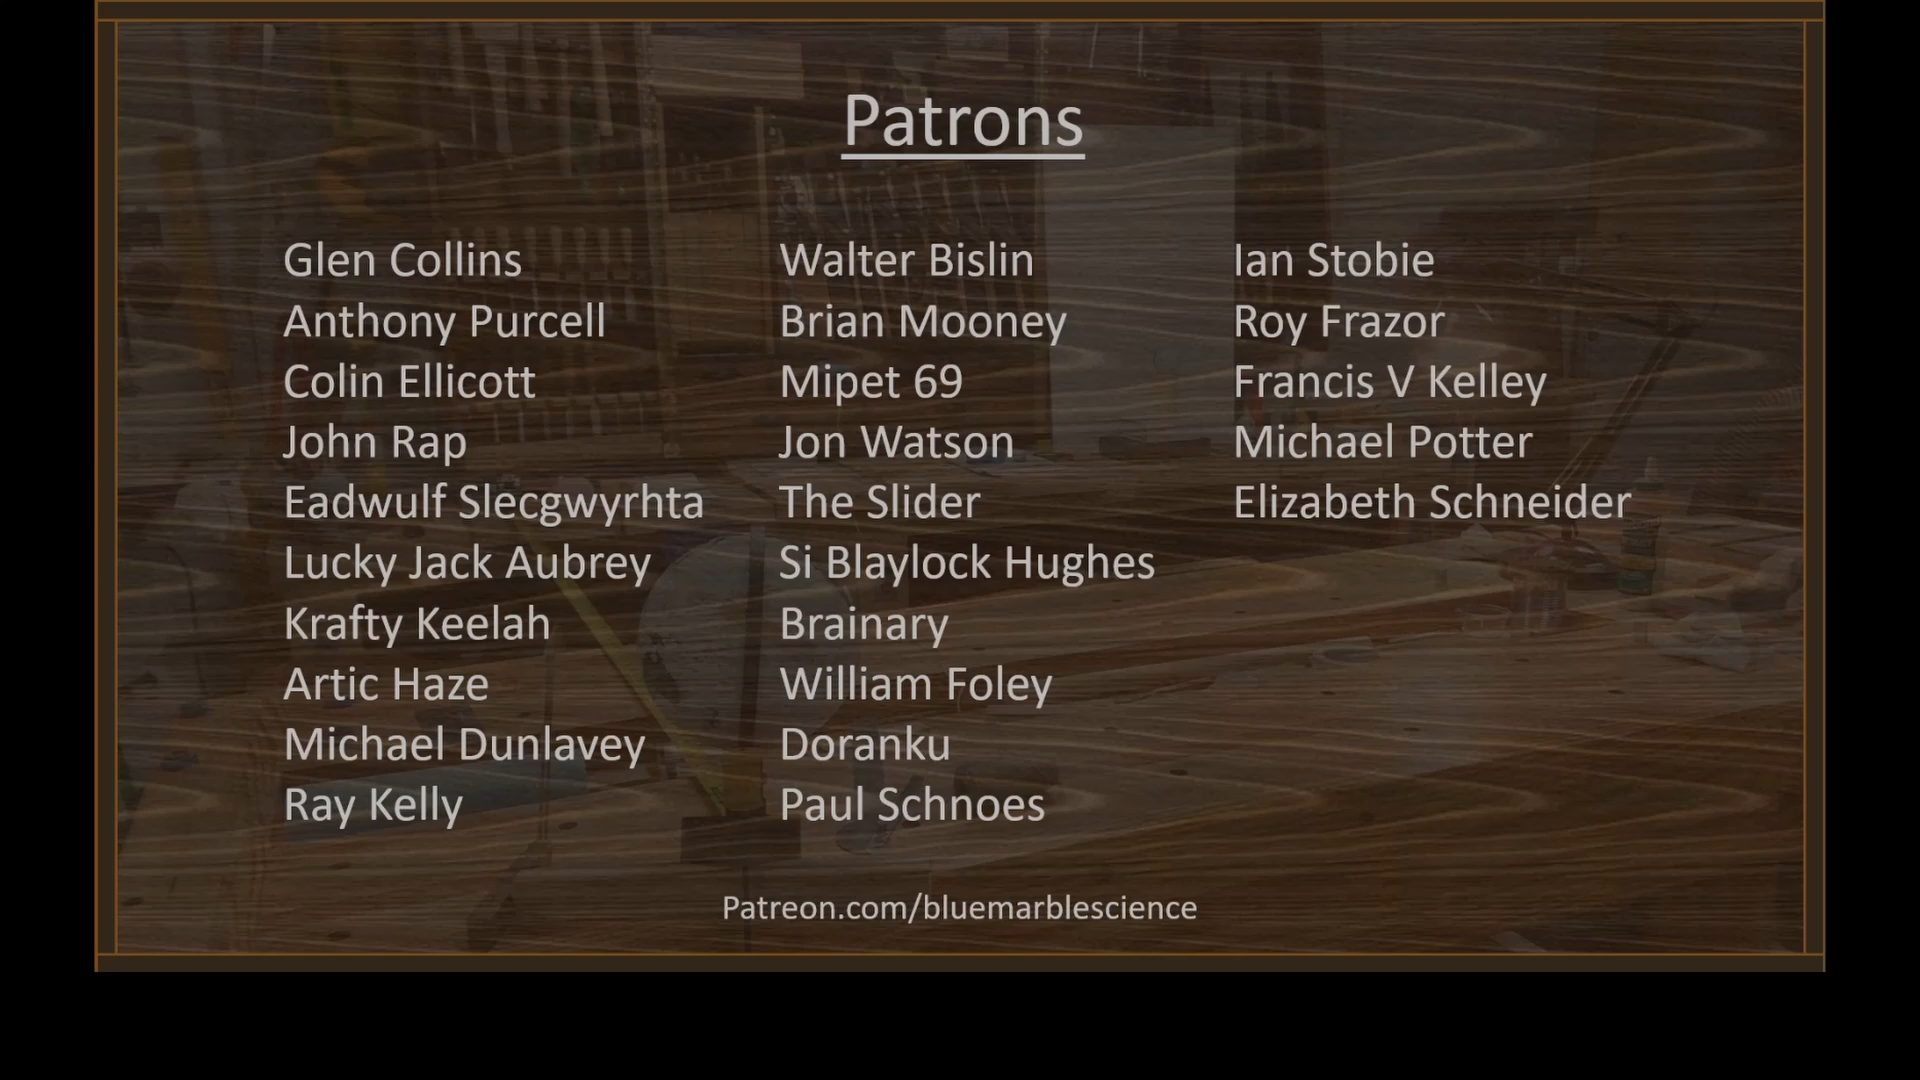 Patrons
Glen Collins
Anthony Purcell
Colin Ellicott
John Rap
Eadwulf Slecgwyrhta
Lucky Jack Aubrey
Krafty Keelah
Artic Haze
Michael Dunlavey
Ray Kelly
Walter Bislin
Brian Mooney
Mipet 69
Jon Watson
The Slider
Si Blaylock Hughes
Brainary
William Foley
Doranku
Paul Schnoes
Ian Stobie
Roy Frazor
Francis V Kelley
Michael Potter
Elizabeth Schneider
Patreon.com/bluemarblescience